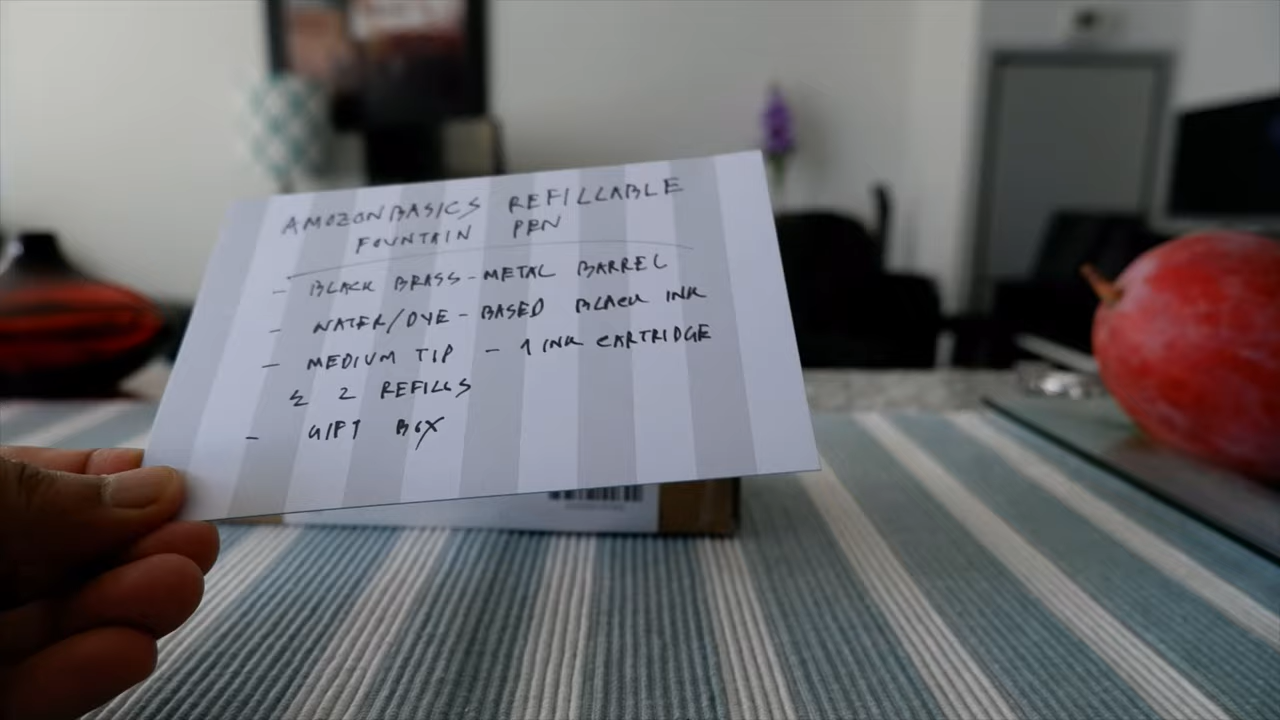 AMOZONBASICS REFILLABLE
FOUNTAIN PEN
- BLACK BRASS - METAL BARREL
- WATER/DYE - BASED BLACK INK
- MEDIUM TIP - 1 INK CARTRIDGE
& 2 REFILLS
- GIFT BOX